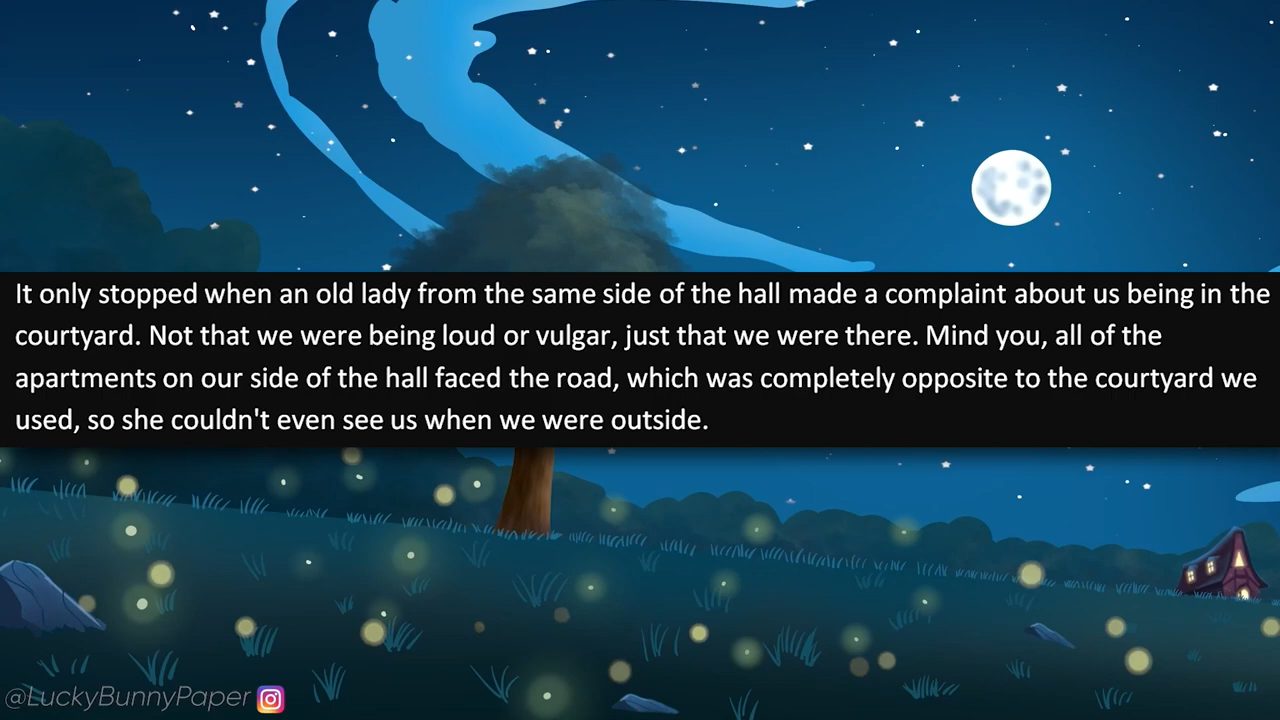 It only stopped when an old lady from the same side of the hall made a complaint about us being in the
courtyard. Not that we were being loud or vulgar, just that we were there. Mind you, all of the
apartments on our side of the hall faced the road, which was completely opposite to the courtyard we
used, so she couldn't even see us when we were outside.
@LuckyBunnyPaper